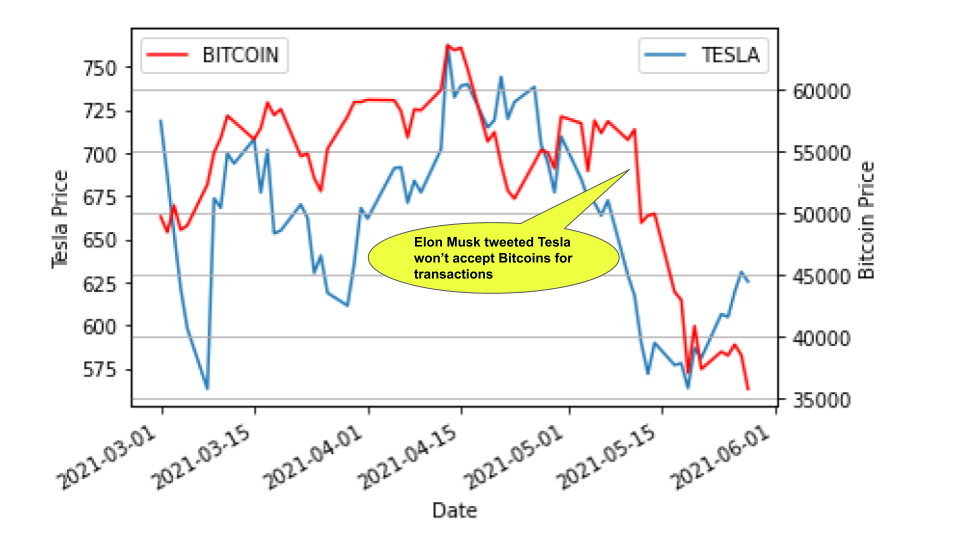 BITCOIN
TESLA
750
725
700
675
650
625
600
575
Tesla Price
60000
55000
50000
45000
40000
35000
Bitcoin Price
Elon Musk tweeted Tesla
won’t accept Bitcoins for
transactions
2021-03-01
2021-03-15
2021-04-01
2021-04-15
2021-05-01
2021-05-15
2021-06-01
Date